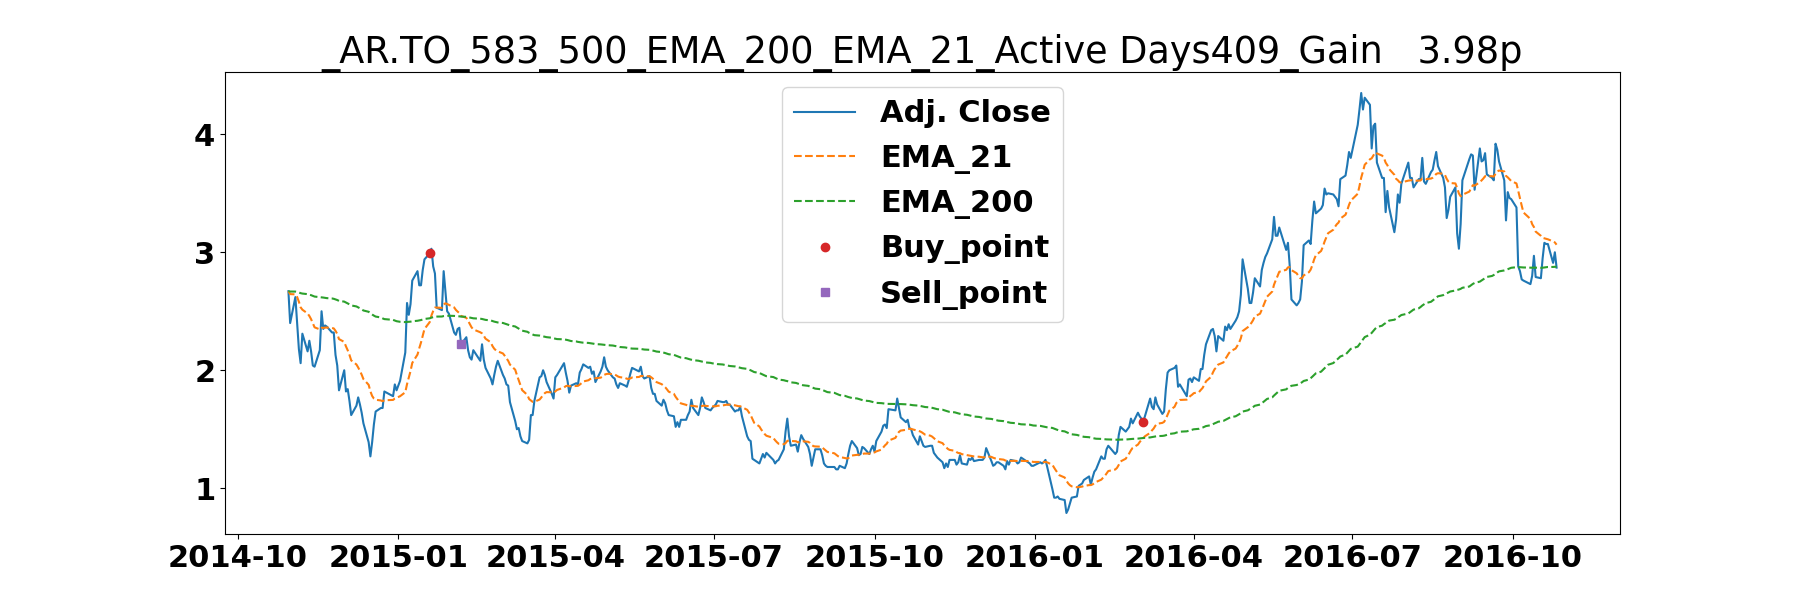 _AR.TO_583_500_EMA_200_EMA_21_Active Days409_Gain   3.98p
Adj. Close
EMA_21
EMA_200
Buy_point
Sell_point
4
3
2
1
2014-10 2015-01 2015-04 2015-07 2015-10 2016-01 2016-04 2016-07 2016-10